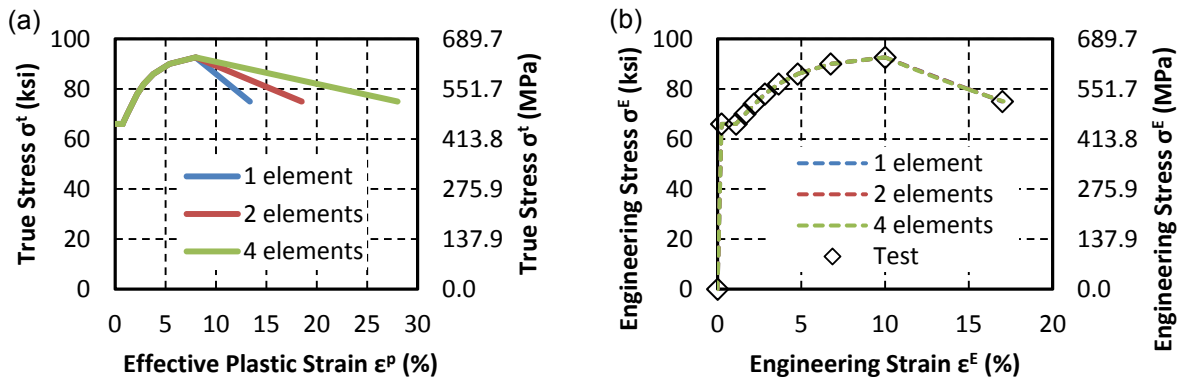 (a)
100
80
60
40
20
0
True Stress σᵗ (ksi)
689.7
551.7
413.8
275.9
137.9
0.0
True Stress σᵗ (MPa)
1 element
2 elements
4 elements
0 5 10 15 20 25 30
Effective Plastic Strain εᵖ (%)
(b)
100
80
60
40
20
0
Engineering Stress σᴱ (ksi)
689.7
551.7
413.8
275.9
137.9
0.0
Engineering Stress σᴱ (MPa)
1 element
2 elements
4 elements
Test
0 5 10 15 20
Engineering Strain εᴱ (%)